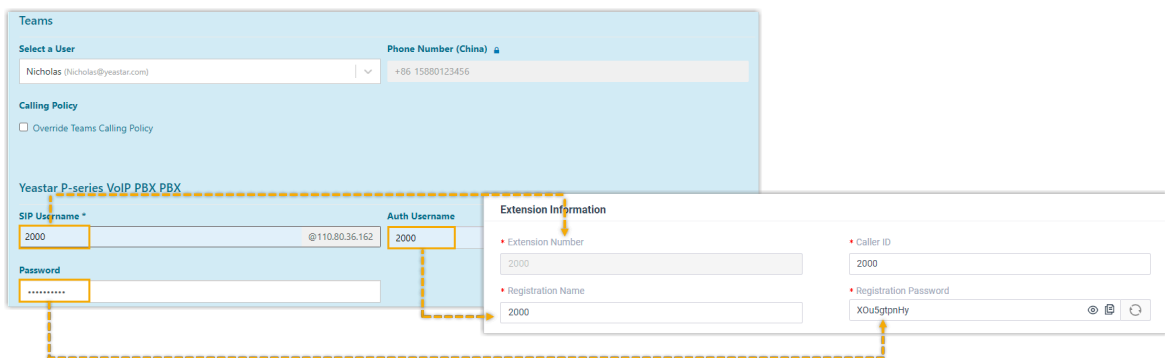 Teams
Select a User
Phone Number (China)
Nicholas (Nicholas@yeastar.com)
+86 15880123456
Calling Policy
Override Teams Calling Policy
Yeastar P-series VoIP PBX PBX
SIP Username *
Auth Username
2000
@110.80.36.162
2000
Password
••••••••••
Extension Information
* Extension Number
* Caller ID
2000
2000
* Registration Name
* Registration Password
2000
XOu5gtpnHy